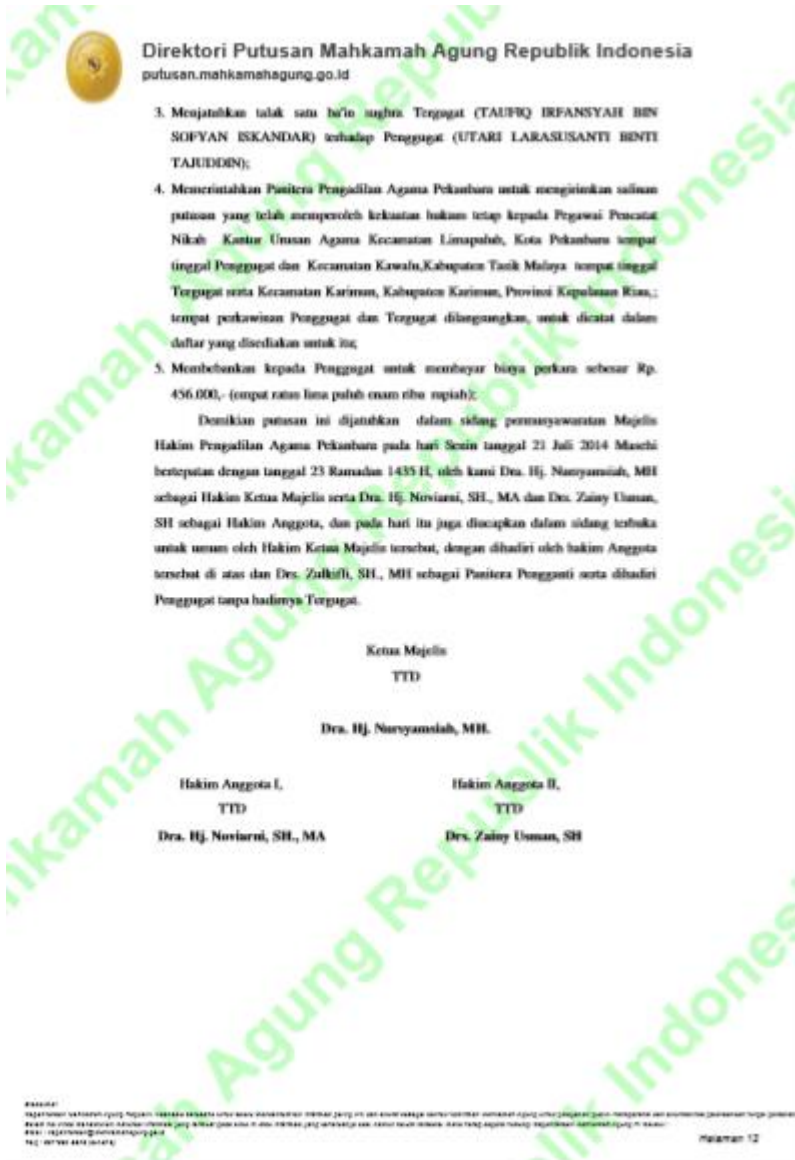 Direktori Putusan Mahkamah Agung Republik Indonesia
putusan.mahkamahagung.go.id
3. Menjatuhkan talak satu ba'in sughra Tergugat (TAUFIQ IRFANSYAH BIN
SOFYAN ISKANDAR) terhadap Penggugat (UTARI LARASUSANTI BINTI
TAJUDDIN);
4. Memerintahkan Panitera Pengadilan Agama Pekanbaru untuk mengirimkan salinan
putusan yang telah memperoleh kekuatan hukum tetap kepada Pegawai Pencatat
Nikah Kantor Urusan Agama Kecamatan Limapuluh, Kota Pekanbaru tempat
tinggal Penggugat dan Kecamatan Kawalu,Kabupaten Tasik Malaya tempat tinggal
Tergugat serta Kecamatan Karimun, Kabupaten Karimun, Provinsi Kepulauan Riau,;
tempat perkawinan Penggugat dan Tergugat dilangsungkan, untuk dicatat dalam
daftar yang disediakan untuk itu;
5. Membebankan kepada Penggugat untuk membayar biaya perkara sebesar Rp.
456.000,- (empat ratus lima puluh enam ribu rupiah);
Demikian putusan ini dijatuhkan dalam sidang permusyawaratan Majelis
Hakim Pengadilan Agama Pekanbaru pada hari Senin tanggal 21 Juli 2014 Masehi
bertepatan dengan tanggal 23 Ramadan 1435 H, oleh kami Dra. Hj. Nursyamsiah, MH
sebagai Hakim Ketua Majelis serta Dra. Hj. Noviarni, SH., MA dan Drs. Zainy Usman,
SH sebagai Hakim Anggota, dan pada hari itu juga diucapkan dalam sidang terbuka
untuk umum oleh Hakim Ketua Majelis tersebut, dengan dihadiri oleh hakim Anggota
tersebut di atas dan Drs. Zulkifli, SH., MH sebagai Panitera Pengganti serta dihadiri
Penggugat tanpa hadirnya Tergugat.
Ketua Majelis
TTD
Dra. Hj. Nursyamsiah, MH.
Hakim Anggota I, Hakim Anggota II,
TTD TTD
Dra. Hj. Noviarni, SH., MA Drs. Zainy Usman, SH
Halaman 12